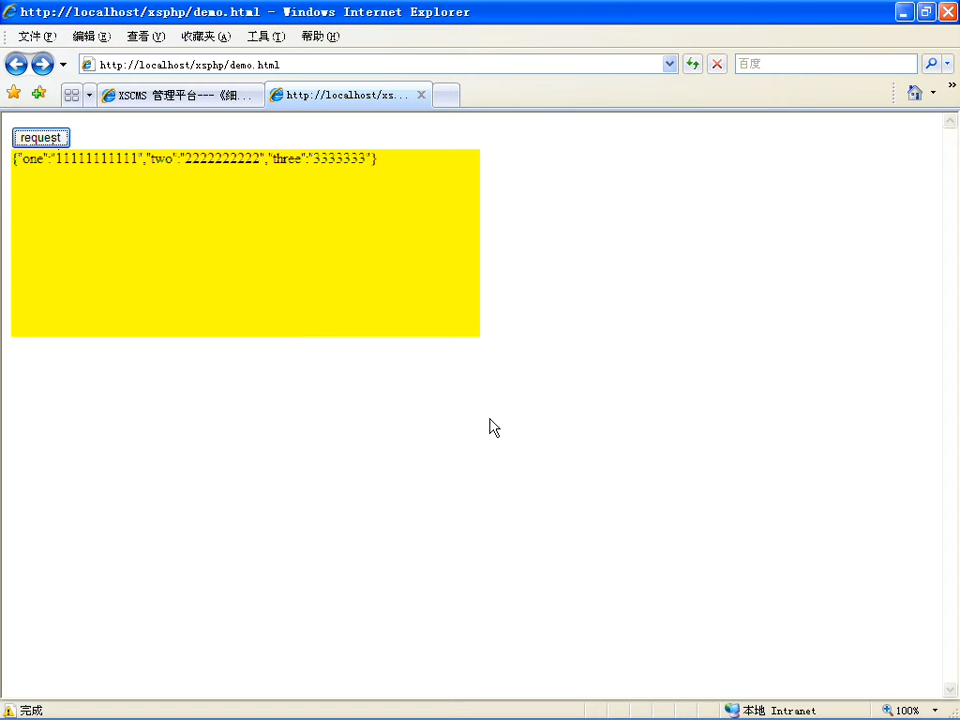 http://localhost/xsphp/demo.html - Windows Internet Explorer
文件(F) 编辑(E) 查看(V) 收藏夹(A) 工具(T) 帮助(H)
http://localhost/xsphp/demo.html 百度
XSCMS 管理平台---《细... http://localhost/xs...
request
{"one":"11111111111","two":"2222222222","three":"3333333"}
完成 本地 Intranet 100%